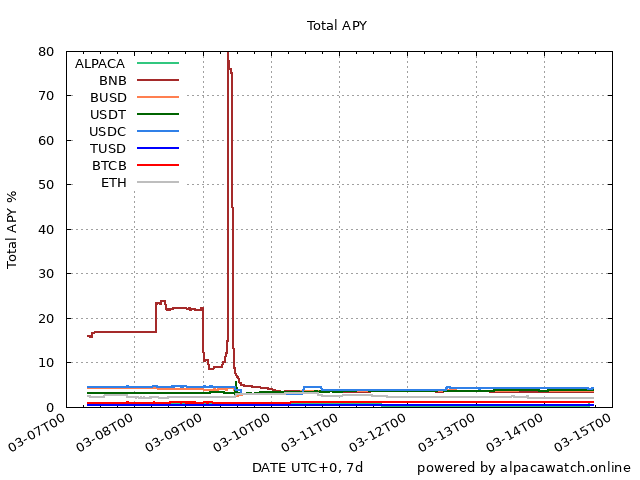 Total APY
80
70
60
50
40
30
20
10
0
Total APY %
ALPACA
BNB
BUSD
USDT
USDC
TUSD
BTCB
ETH
03-07T00
03-08T00
03-09T00
03-10T00
03-11T00
03-12T00
03-13T00
03-14T00
03-15T00
DATE UTC+0, 7d
powered by alpacawatch.online